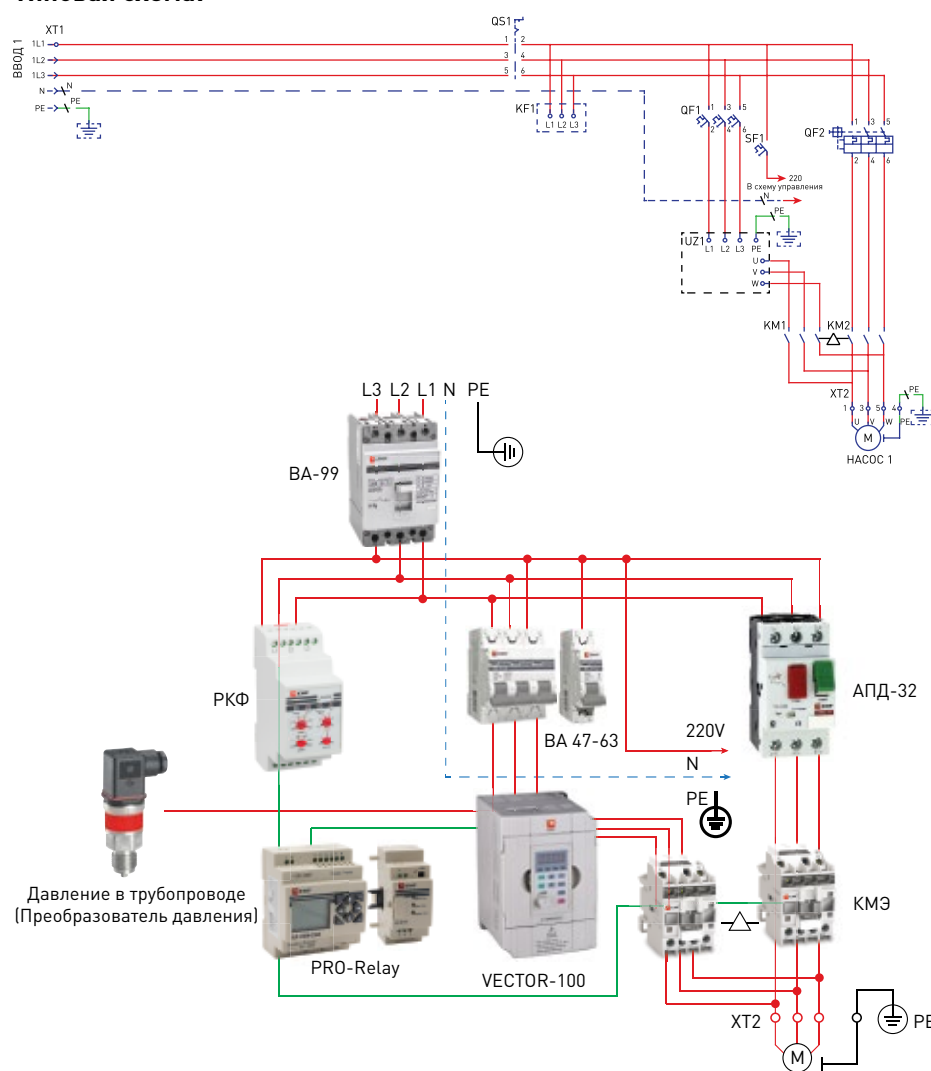 QS1
XT1
ВВОД 1
1L1
1L2
1L3
N
N
PE
PE
1 2
3 4
5 6
KF1
L1 L2 L3
QF1
1 3 5
2 4 6
SF1
220
В схему управления
N
QF2
1 3 5
2 4 6
PE
UZ1
L1 L2 L3 PE
U
V
W
KM1
KM2
XT2
PE
1 3 5 4
U V W PE
M
НАСОС 1
L3 L2 L1 N PE
ВА-99
РКФ
ВА 47-63
АПД-32
220V
N
PE
Давление в трубопроводе
(Преобразователь давления)
PRO-Relay
VECTOR-100
КМЭ
XT2
PE
M